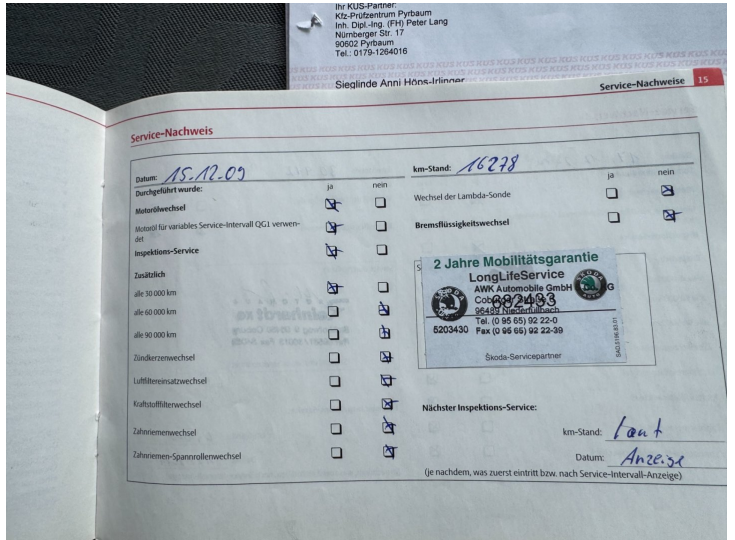 Ihr KUS-Partner:
Kfz-Prüfzentrum Pyrbaum
Inh. Dipl.-Ing. (FH) Peter Lang
Nürnberger Str. 17
90602 Pyrbaum
Tel.: 0179-1264016
Sieglinde Anni Höns-Irlinger
Service-Nachweise 15
Service-Nachweis
Datum: 15.12.09
km-Stand: 16278
Durchgeführt wurde: ja nein
ja nein
Motorölwechsel
Wechsel der Lambda-Sonde
Motoröl für variables Service-Intervall QG1 verwen-
det
Bremsflüssigkeitswechsel
Inspektions-Service
Zusätzlich
alle 30 000 km
alle 60 000 km
alle 90 000 km
Zündkerzenwechsel
Luftfiltereinsatzwechsel
Kraftstofffilterwechsel
Zahnriemenwechsel
Zahnriemen-Spannrollenwechsel
2 Jahre Mobilitätsgarantie
LongLifeService
AWK Automobile GmbH
682493
96489 Niederfüllbach
Tel. (0 95 65) 92 22-0
5203430 Fax (0 95 65) 92 22-39
Škoda-Servicepartner
Nächster Inspektions-Service:
km-Stand: laut
Datum: Anzeige
(je nachdem, was zuerst eintritt bzw. nach Service-Intervall-Anzeige)